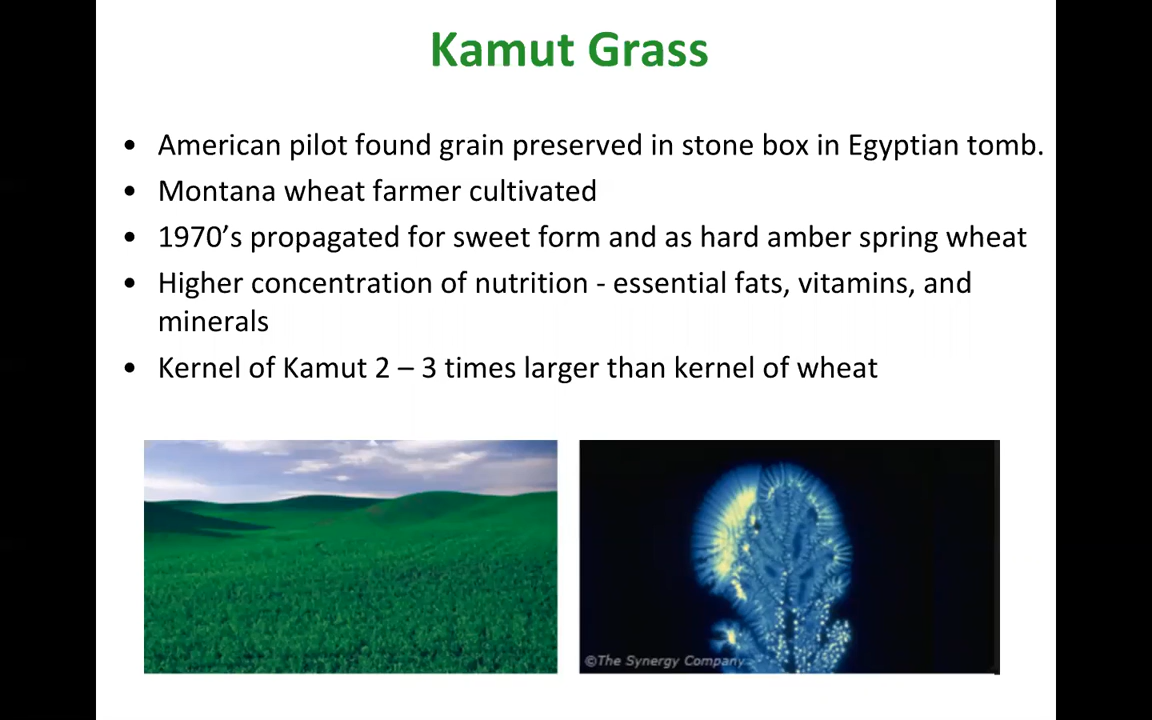 Kamut Grass
• American pilot found grain preserved in stone box in Egyptian tomb.
• Montana wheat farmer cultivated
• 1970’s propagated for sweet form and as hard amber spring wheat
• Higher concentration of nutrition - essential fats, vitamins, and
minerals
• Kernel of Kamut 2 – 3 times larger than kernel of wheat
©The Synergy Company